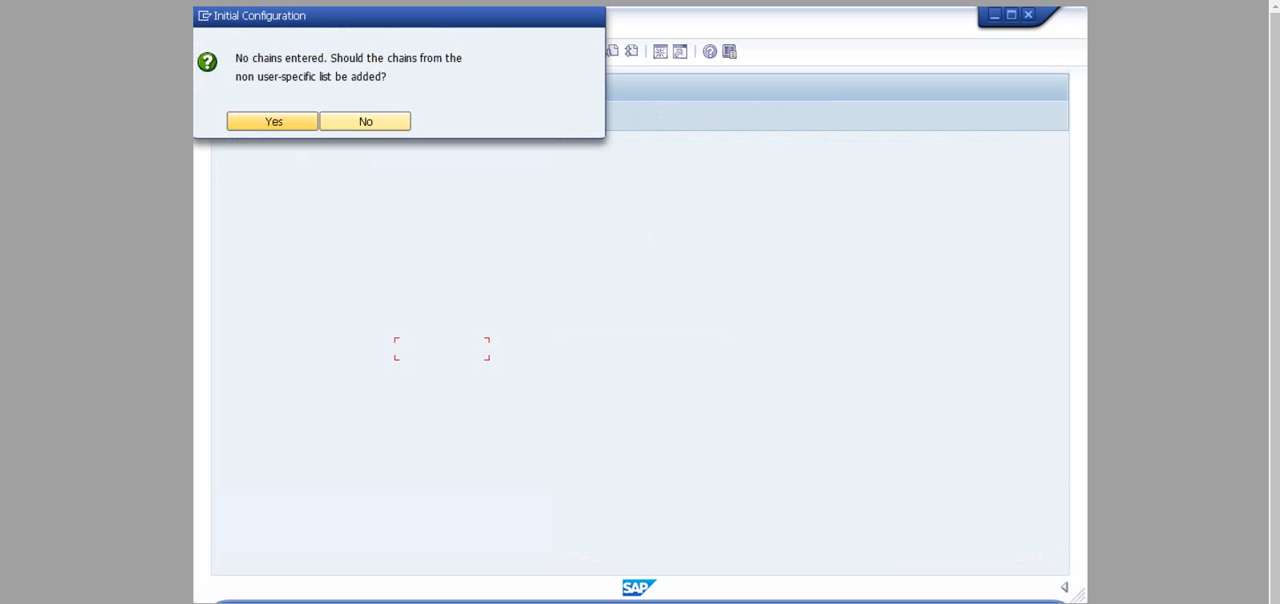 Initial Configuration
No chains entered. Should the chains from the
non user-specific list be added?
Yes
No
SAP